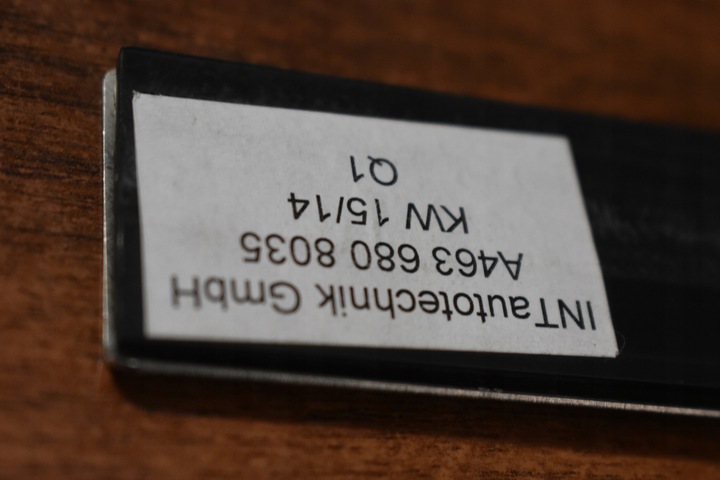 INTautotechnik GmbH
A463 680 8035
KW 15/14
Q1